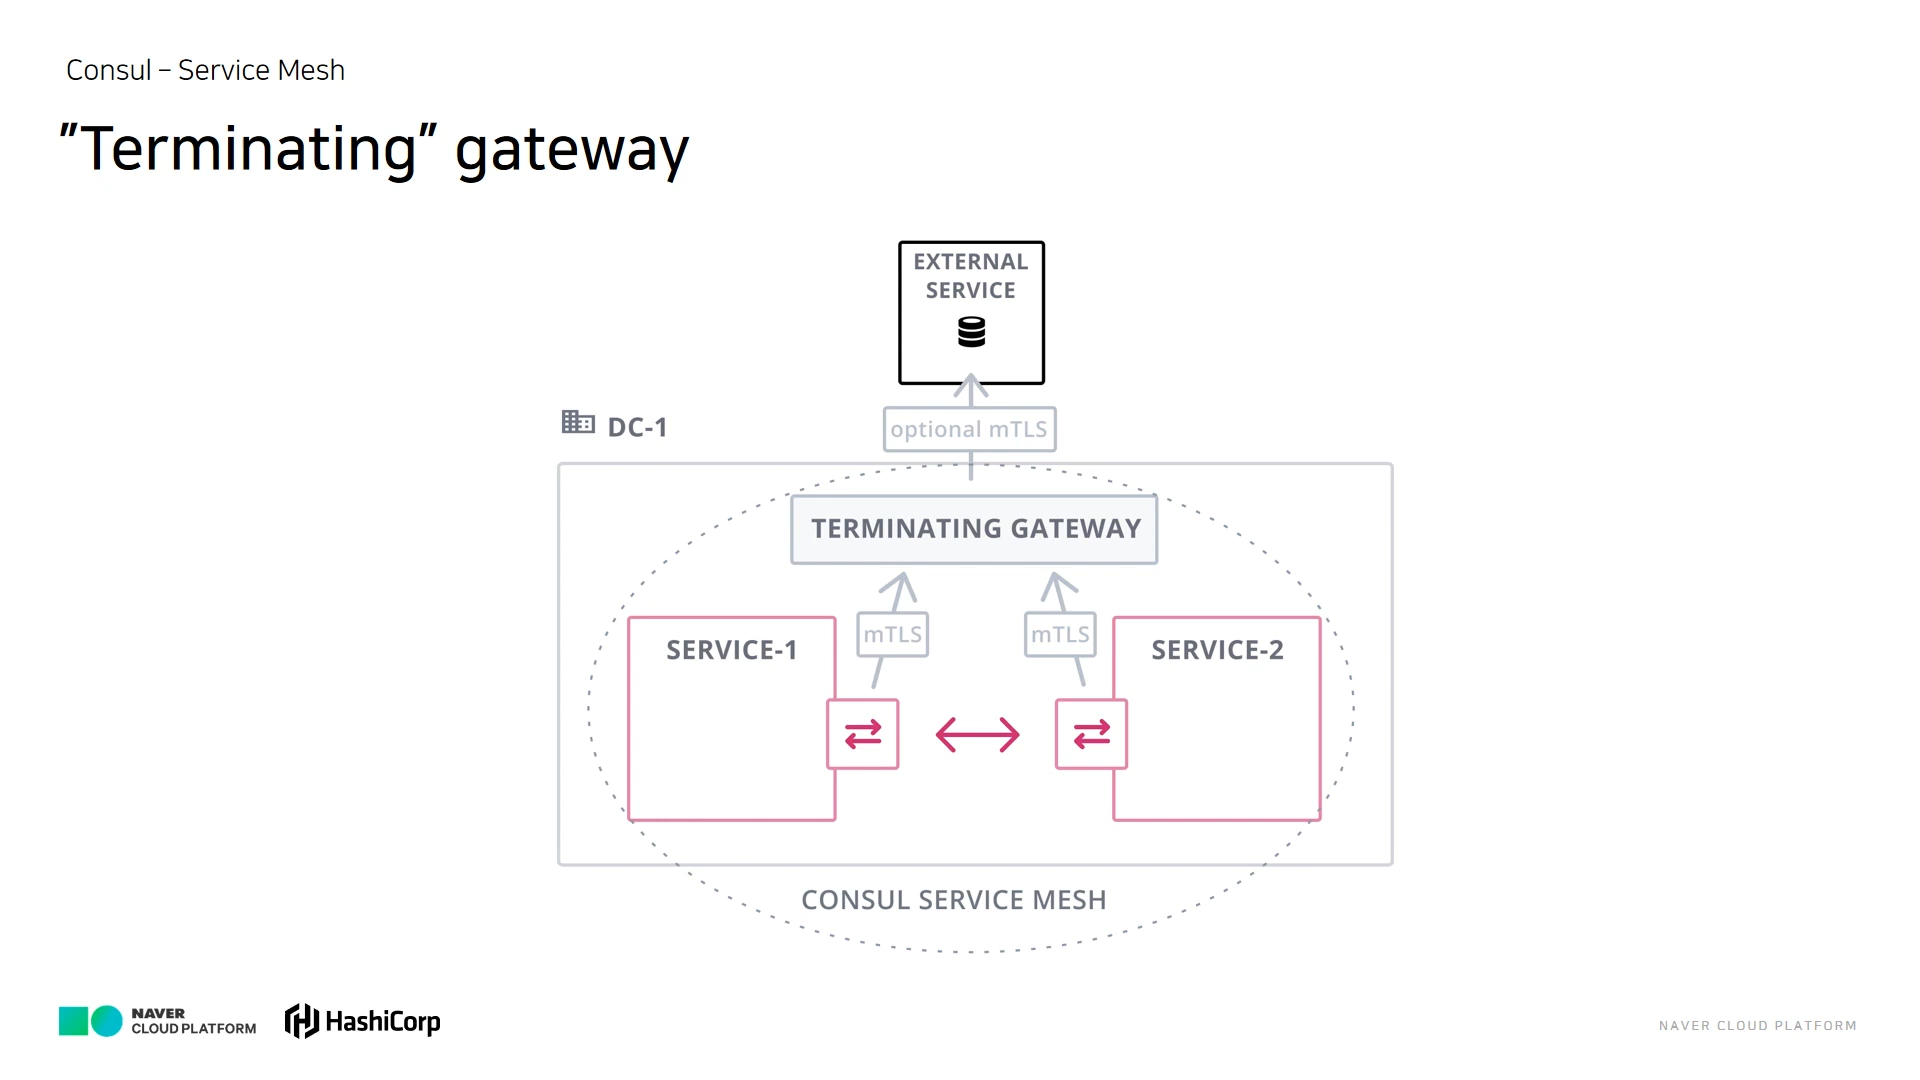 Consul – Service Mesh
”Terminating” gateway
EXTERNAL
SERVICE
optional mTLS
DC-1
TERMINATING GATEWAY
mTLS
mTLS
SERVICE-1
SERVICE-2
CONSUL SERVICE MESH
NAVER
CLOUD PLATFORM
HashiCorp
NAVER CLOUD PLATFORM